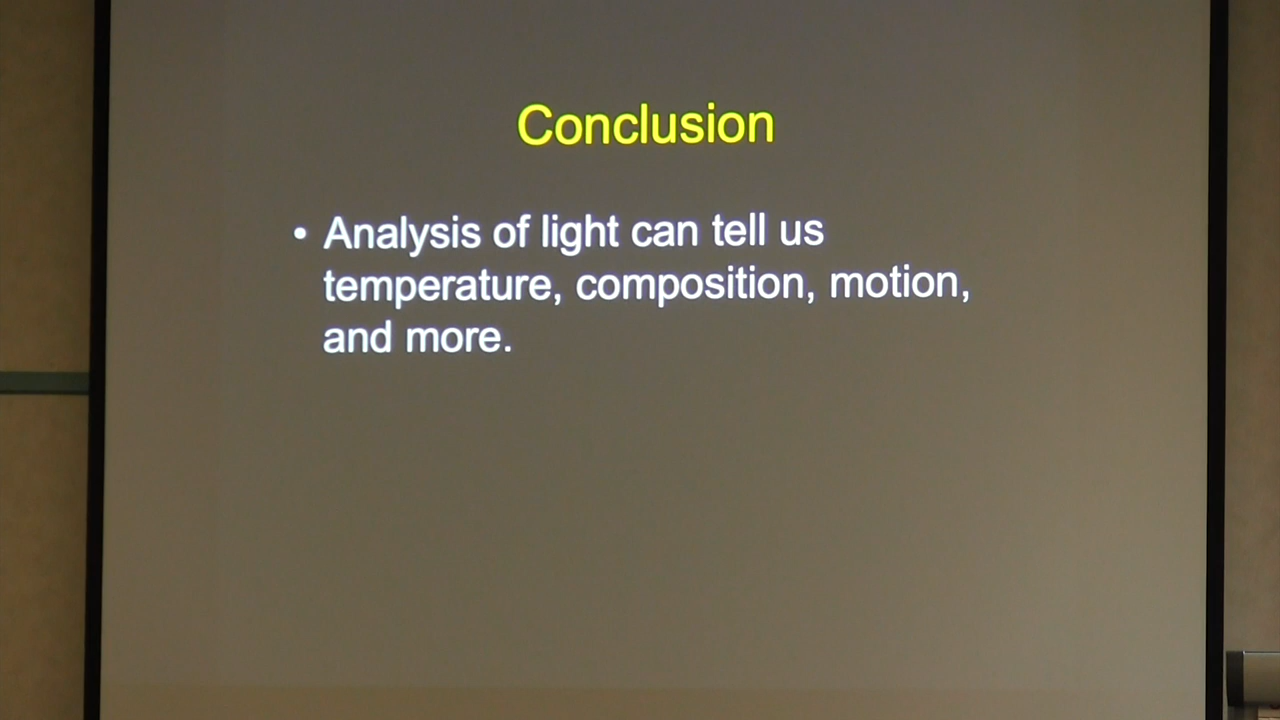 Conclusion
• Analysis of light can tell us
temperature, composition, motion,
and more.